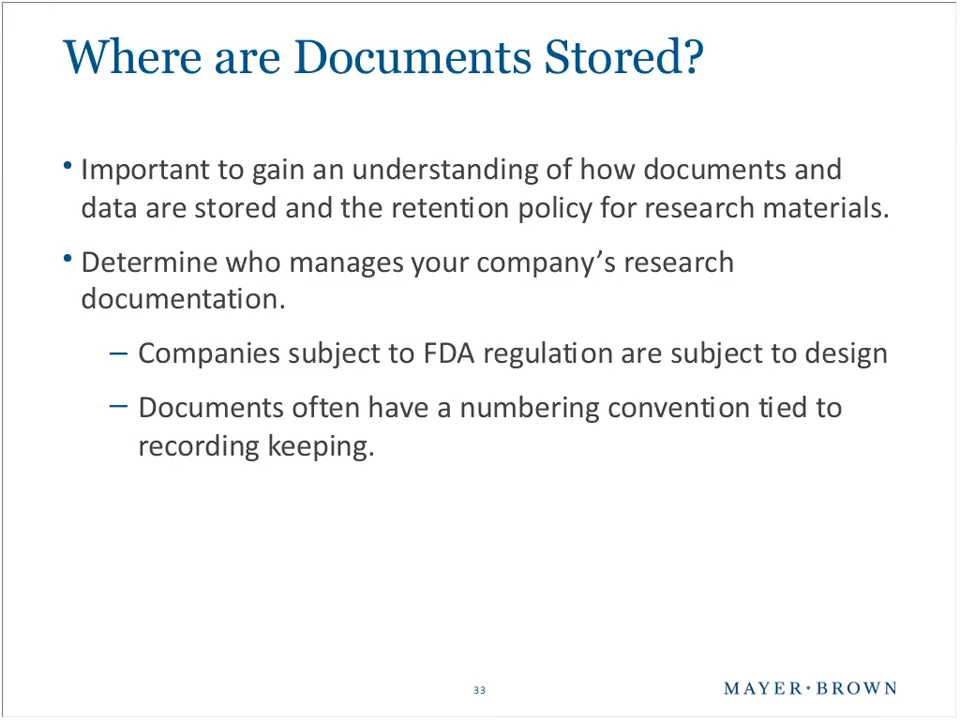 Where are Documents Stored?
• Important to gain an understanding of how documents and
data are stored and the retention policy for research materials.
• Determine who manages your company’s research
documentation.
– Companies subject to FDA regulation are subject to design
– Documents often have a numbering convention tied to
recording keeping.
33
MAYER • BROWN